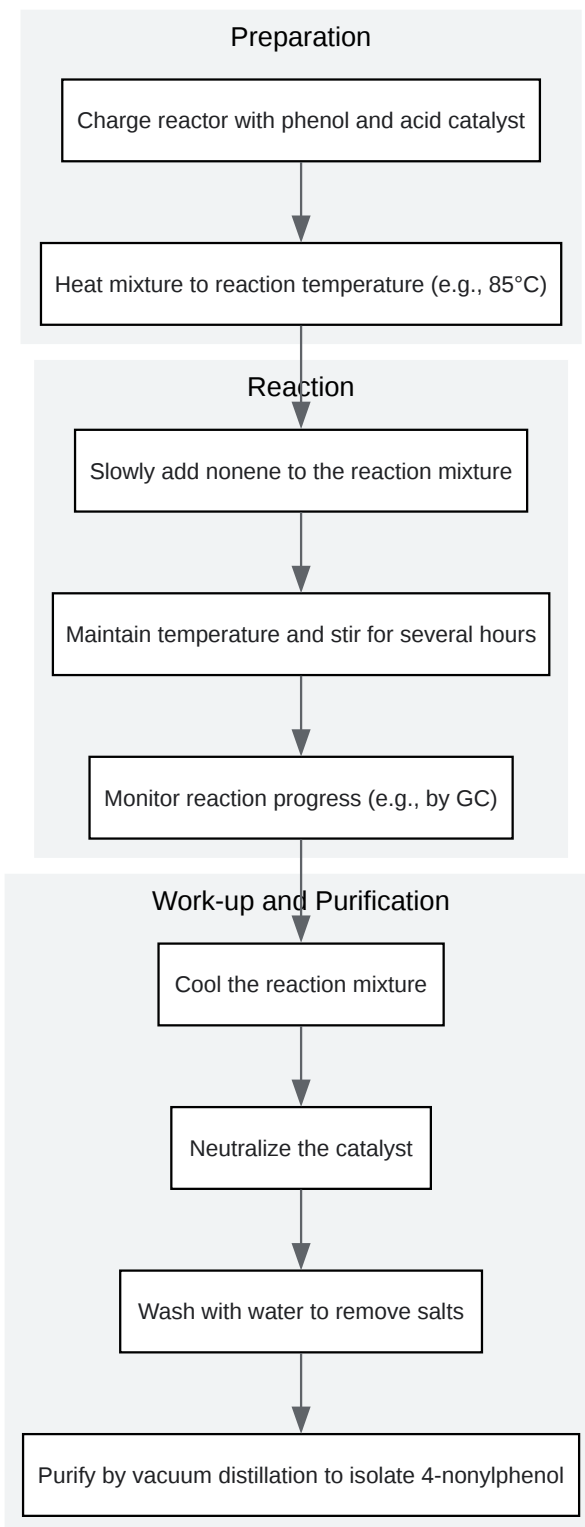 Preparation
Charge reactor with phenol and acid catalyst
Heat mixture to reaction temperature (e.g., 85°C)
Reaction
Slowly add nonene to the reaction mixture
Maintain temperature and stir for several hours
Monitor reaction progress (e.g., by GC)
Work-up and Purification
Cool the reaction mixture
Neutralize the catalyst
Wash with water to remove salts
Purify by vacuum distillation to isolate 4-nonylphenol